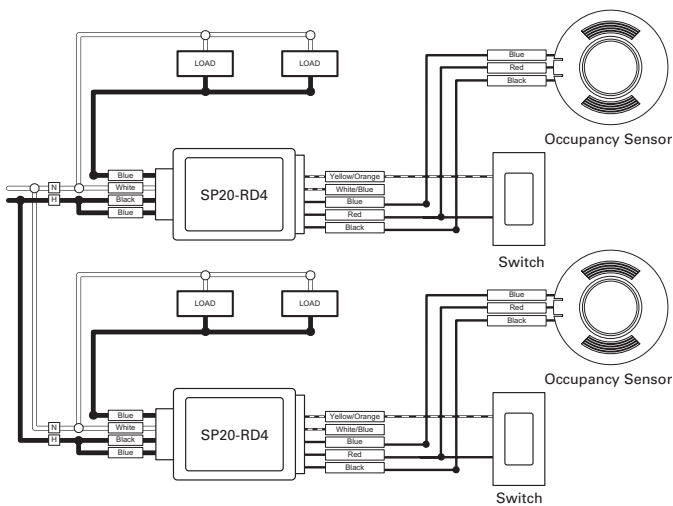 LOAD
LOAD
Blue
Red
Black
Occupancy Sensor
Blue
White
Black
Blue
N
H
SP20-RD4
Yellow/Orange
White/Blue
Blue
Red
Black
Switch
LOAD
LOAD
Blue
Red
Black
Occupancy Sensor
Blue
White
Black
Blue
N
H
SP20-RD4
Yellow/Orange
White/Blue
Blue
Red
Black
Switch